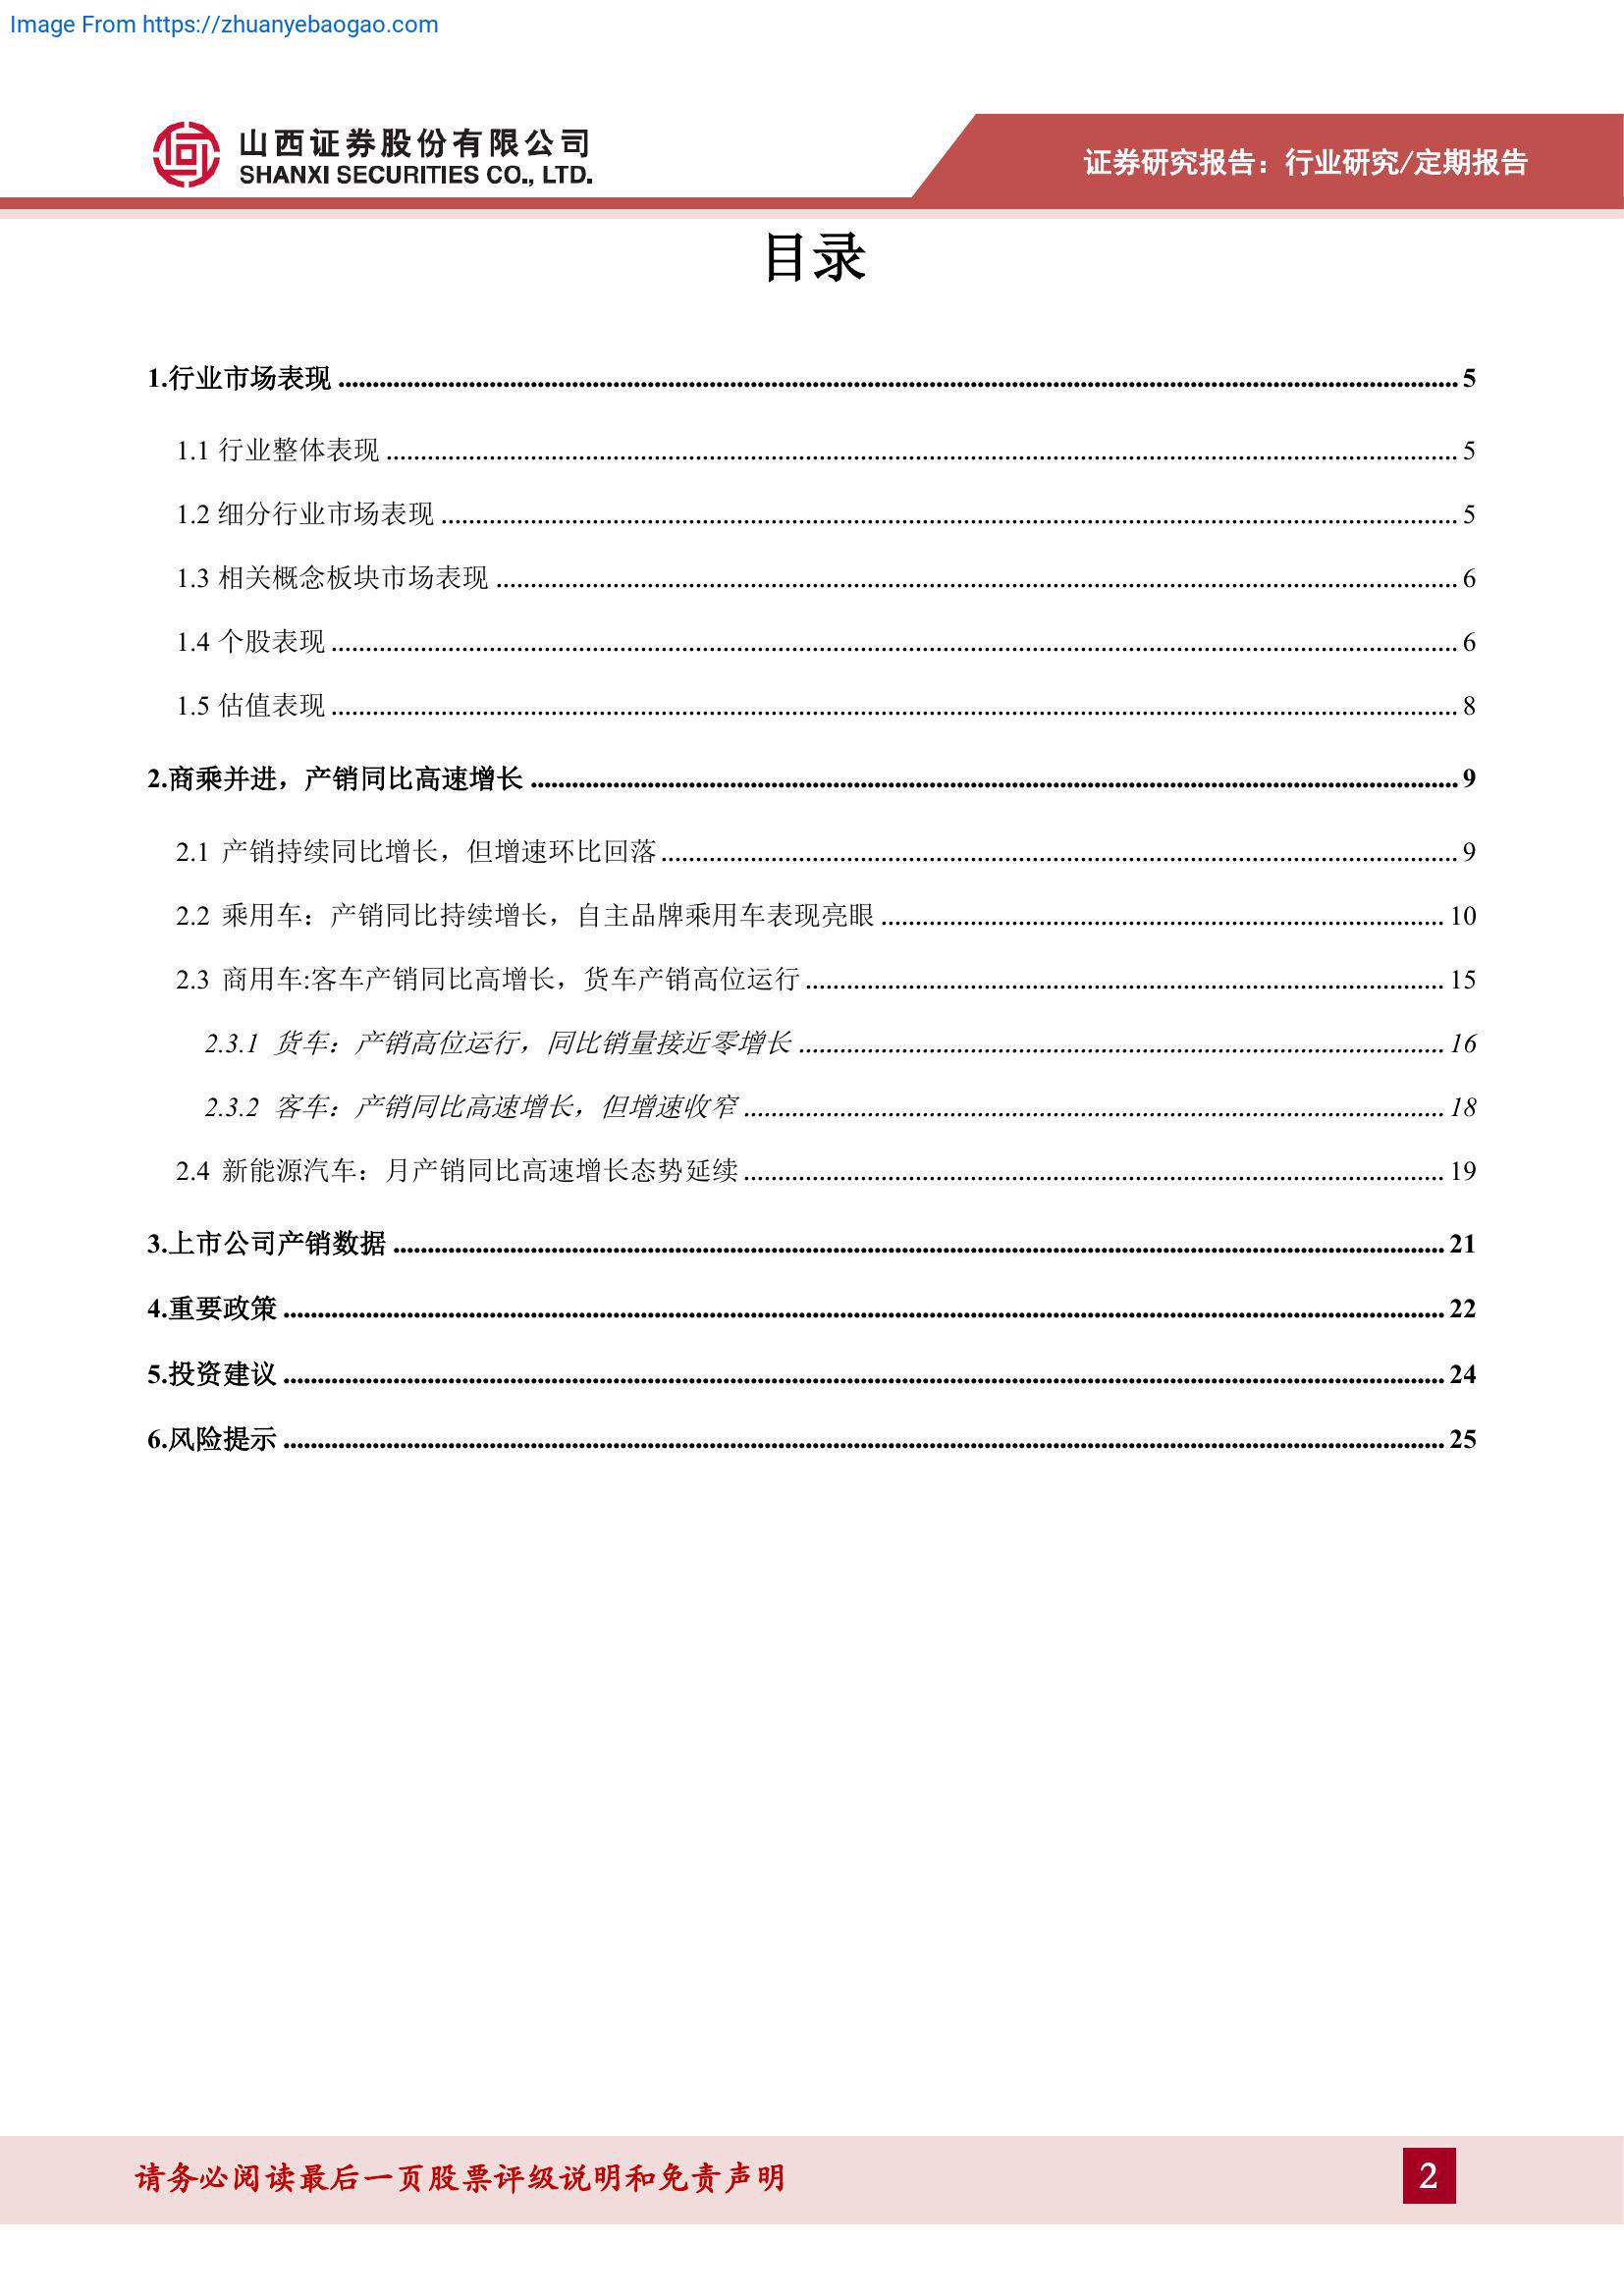 Image From https://zhuanyebaogao.com
山西证券股份有限公司
SHANXI SECURITIES CO., LTD.
证券研究报告：行业研究/定期报告
目录
1.行业市场表现 5
1.1 行业整体表现 5
1.2 细分行业市场表现 5
1.3 相关概念板块市场表现 6
1.4 个股表现 6
1.5 估值表现 8
2.商乘并进，产销同比高速增长 9
2.1 产销持续同比增长，但增速环比回落 9
2.2 乘用车：产销同比持续增长，自主品牌乘用车表现亮眼 10
2.3 商用车:客车产销同比高增长，货车产销高位运行 15
2.3.1 货车：产销高位运行，同比销量接近零增长 16
2.3.2 客车：产销同比高速增长，但增速收窄 18
2.4 新能源汽车：月产销同比高速增长态势延续 19
3.上市公司产销数据 21
4.重要政策 22
5.投资建议 24
6.风险提示 25
请务必阅读最后一页股票评级说明和免责声明
2